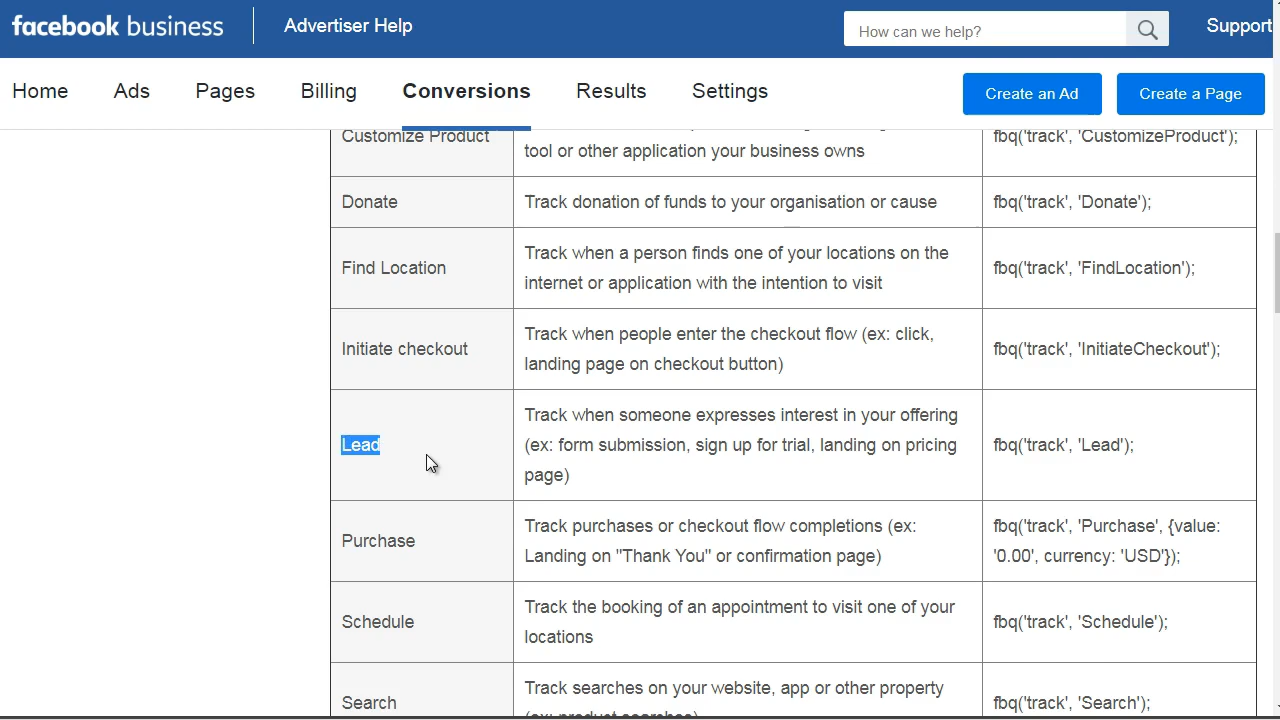 facebook business
Advertiser Help
How can we help?
Support
Home
Ads
Pages
Billing
Conversions
Results
Settings
Create an Ad
Create a Page
Customize Product
tool or other application your business owns
fbq('track', 'CustomizeProduct');
Donate
Track donation of funds to your organisation or cause
fbq('track', 'Donate');
Find Location
Track when a person finds one of your locations on the
internet or application with the intention to visit
fbq('track', 'FindLocation');
Initiate checkout
Track when people enter the checkout flow (ex: click,
landing page on checkout button)
fbq('track', 'InitiateCheckout');
Lead
Track when someone expresses interest in your offering
(ex: form submission, sign up for trial, landing on pricing
page)
fbq('track', 'Lead');
Purchase
Track purchases or checkout flow completions (ex:
Landing on "Thank You" or confirmation page)
fbq('track', 'Purchase', {value:
'0.00', currency: 'USD'});
Schedule
Track the booking of an appointment to visit one of your
locations
fbq('track', 'Schedule');
Search
Track searches on your website, app or other property
(ex: product searches)
fbq('track', 'Search');